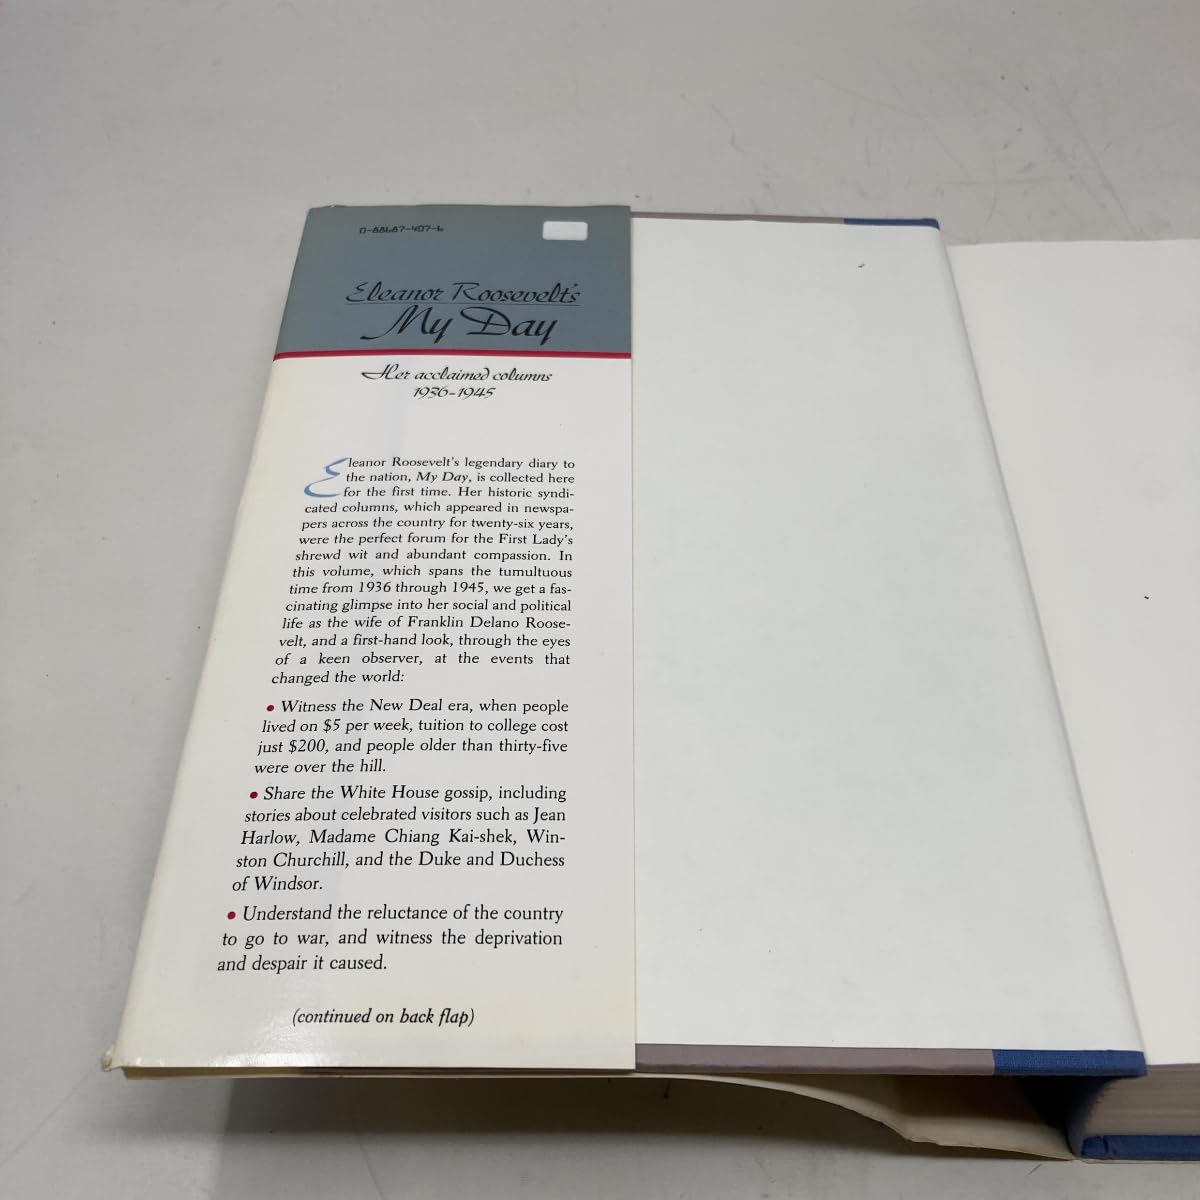 0-88687-407-6
Eleanor Roosevelt's
My Day
Her acclaimed columns
1936-1945
Eleanor Roosevelt's legendary diary to
the nation, My Day, is collected here
for the first time. Her historic syndi-
cated columns, which appeared in newspa-
pers across the country for twenty-six years,
were the perfect forum for the First Lady's
shrewd wit and abundant compassion. In
this volume, which spans the tumultuous
time from 1936 through 1945, we get a fas-
cinating glimpse into her social and political
life as the wife of Franklin Delano Roose-
velt, and a first-hand look, through the eyes
of a keen observer, at the events that
changed the world:
• Witness the New Deal era, when people
lived on $5 per week, tuition to college cost
just $200, and people older than thirty-five
were over the hill.
• Share the White House gossip, including
stories about celebrated visitors such as Jean
Harlow, Madame Chiang Kai-shek, Win-
ston Churchill, and the Duke and Duchess
of Windsor.
• Understand the reluctance of the country
to go to war, and witness the deprivation
and despair it caused.
(continued on back flap)